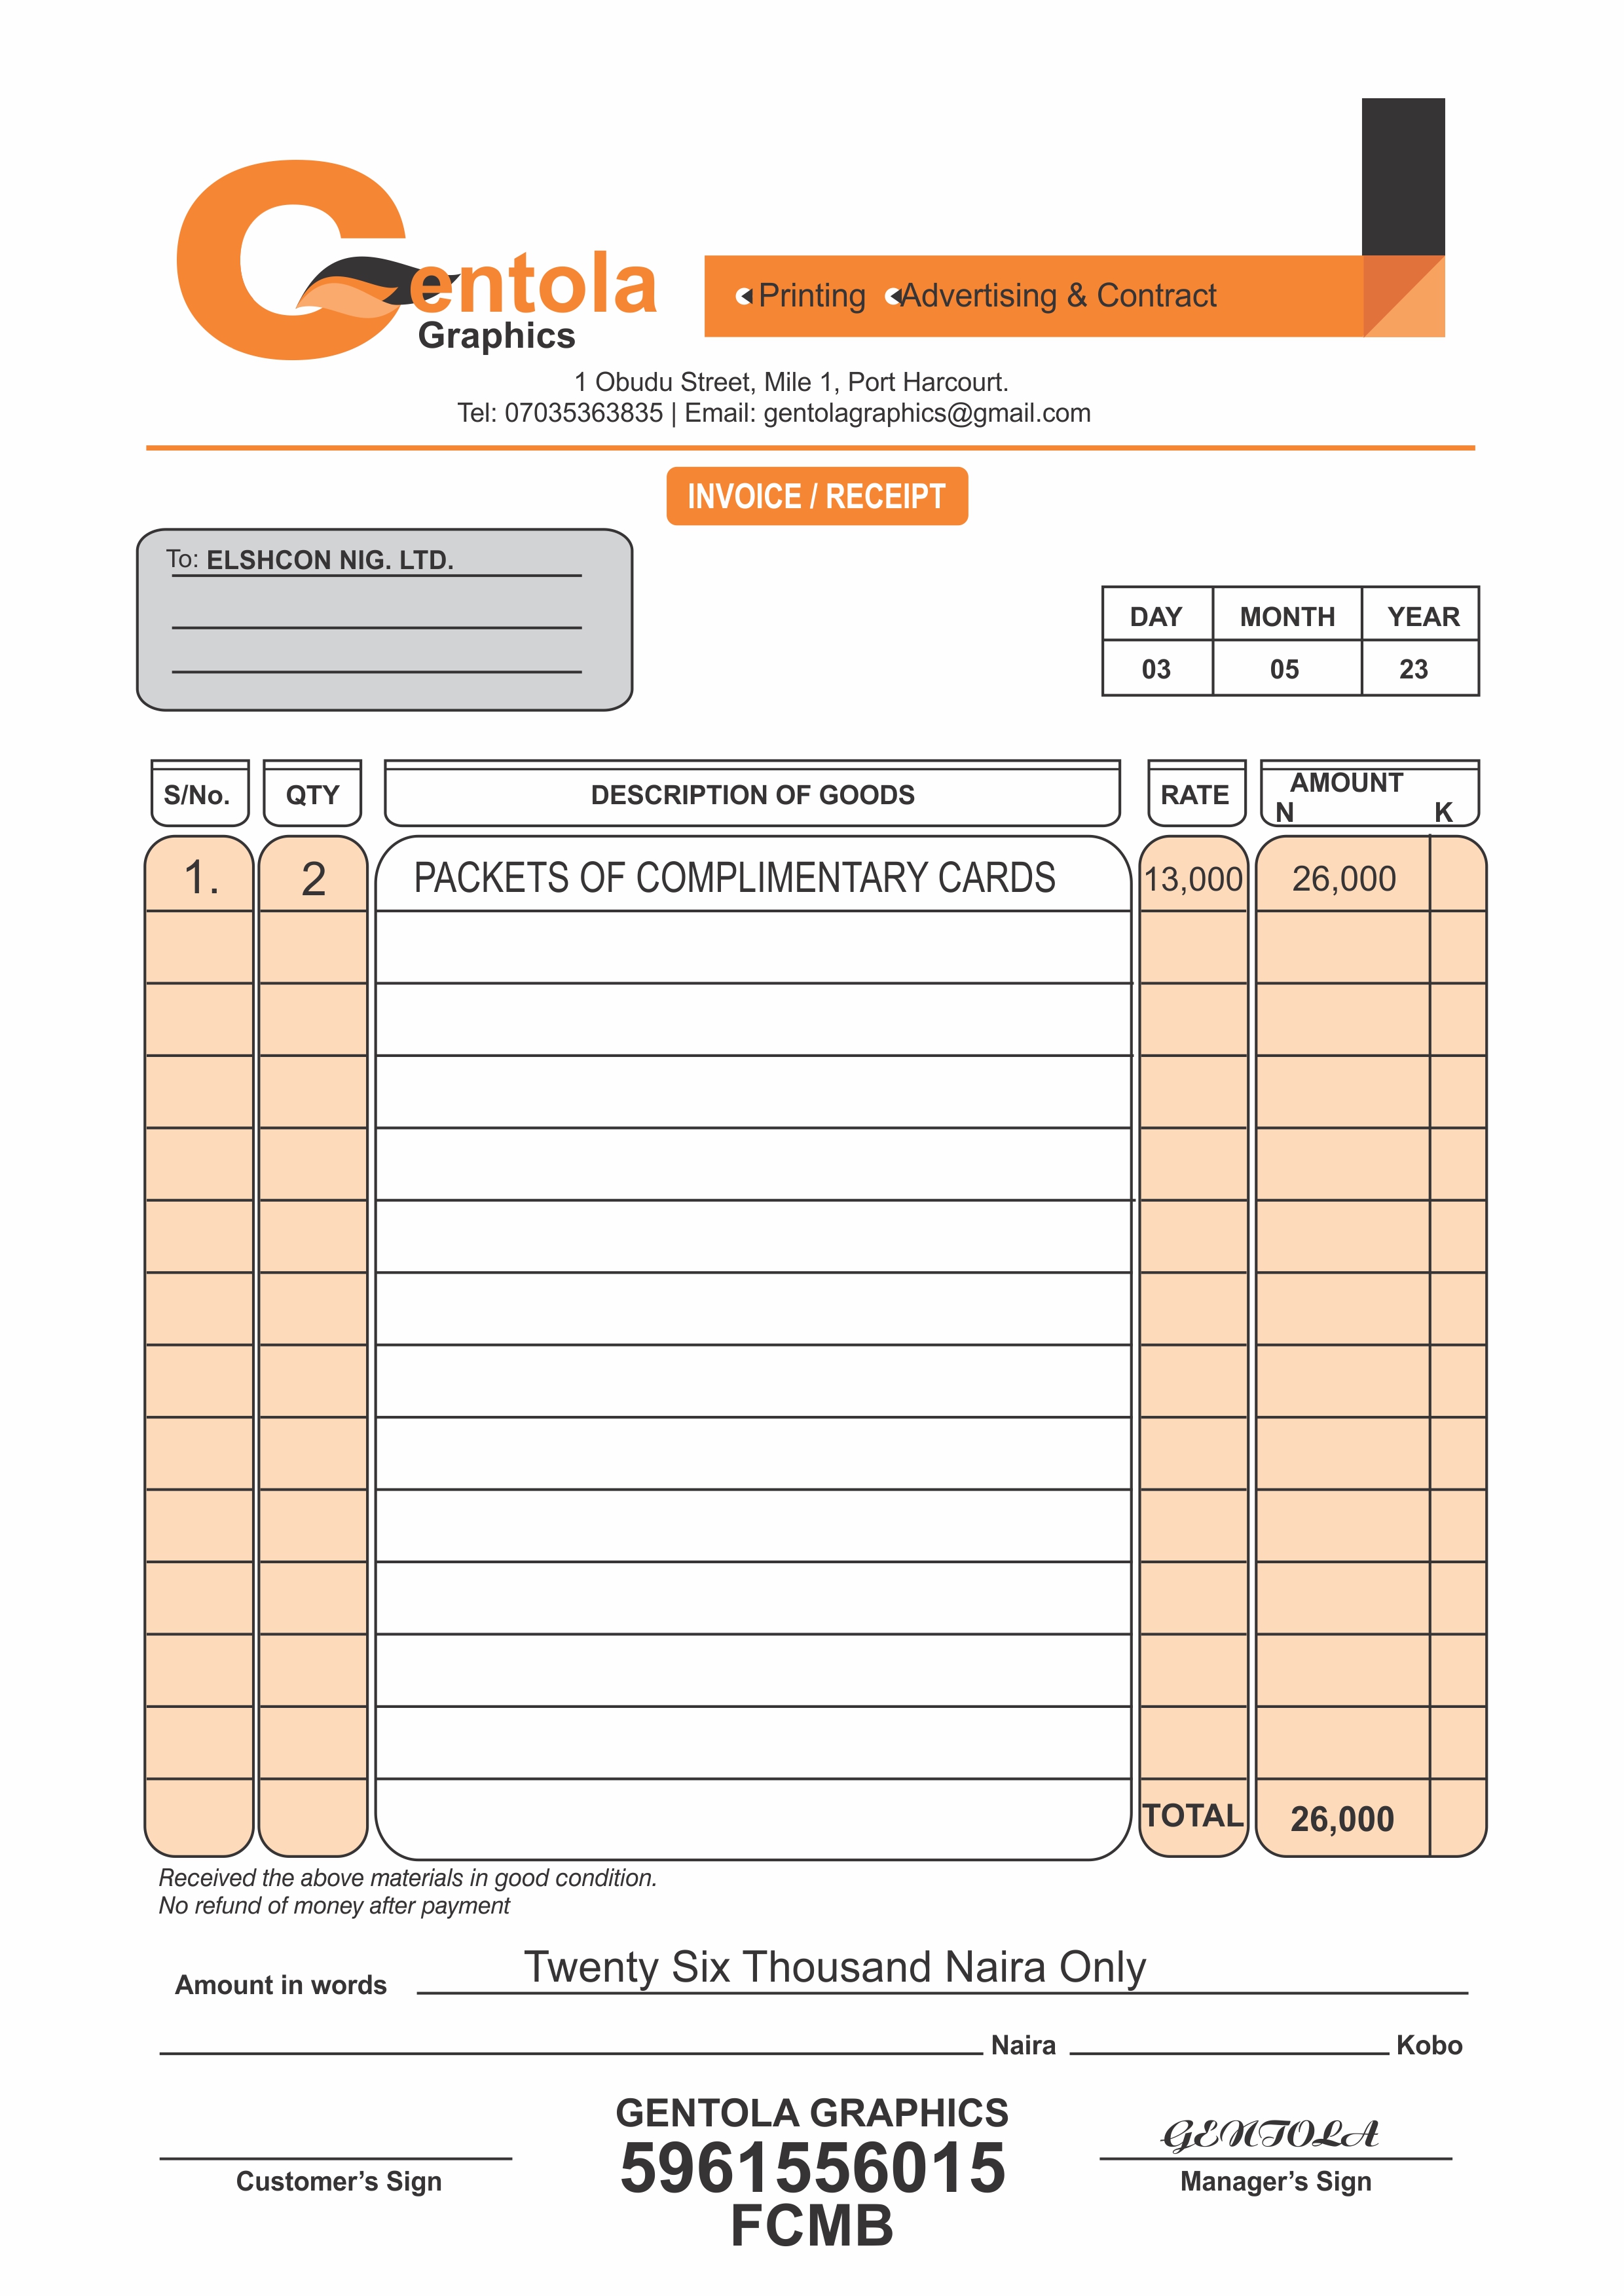 Gentola
Graphics
Printing Advertising & Contract
1 Obudu Street, Mile 1, Port Harcourt.
Tel: 07035363835 | Email: gentolagraphics@gmail.com
INVOICE / RECEIPT
To: ELSHCON NIG. LTD.
DAY MONTH YEAR
03 05 23
S/No. QTY DESCRIPTION OF GOODS RATE AMOUNT
N K
1. 2 PACKETS OF COMPLIMENTARY CARDS 13,000 26,000
TOTAL 26,000
Received the above materials in good condition.
No refund of money after payment
Amount in words Twenty Six Thousand Naira Only
Naira Kobo
GENTOLA GRAPHICS
5961556015
FCMB
Customer’s Sign
GENTOLA
Manager’s Sign